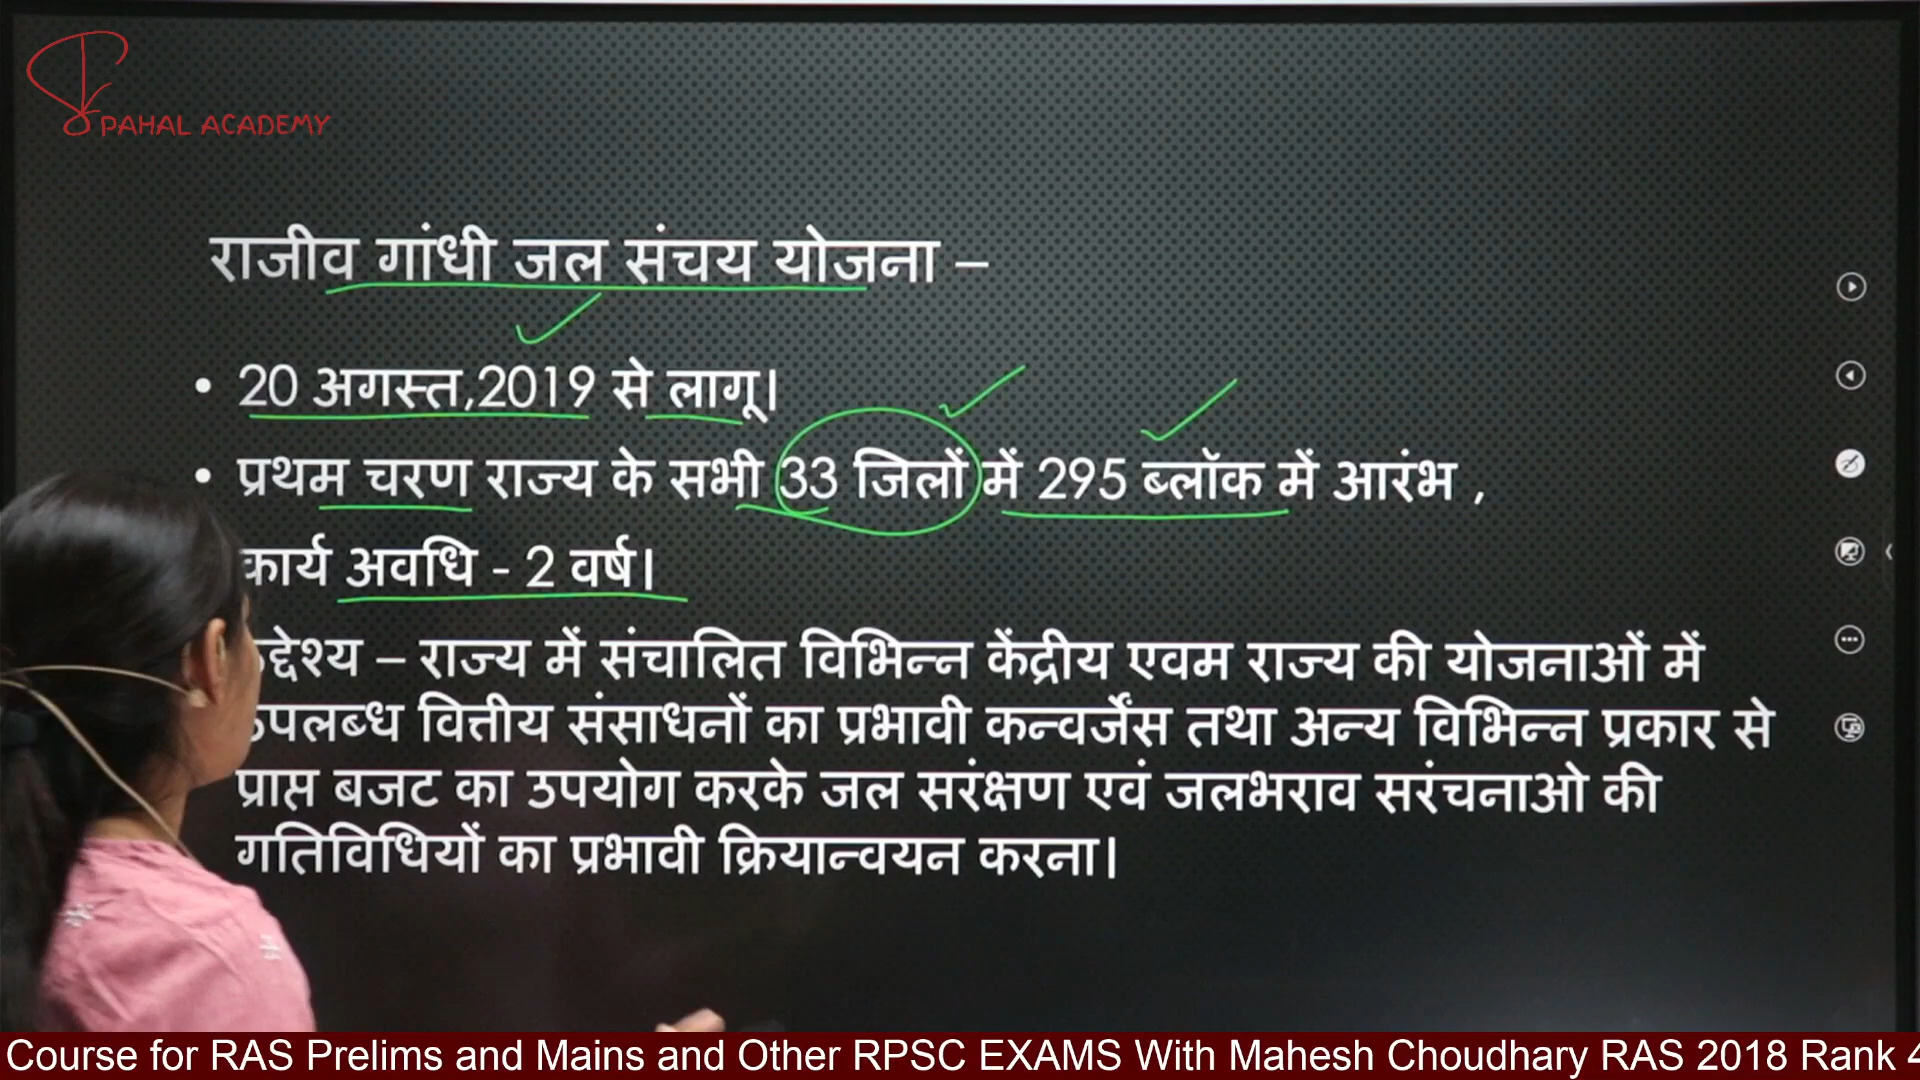 PAHAL ACADEMY
राजीव गांधी जल संचय योजना –
• 20 अगस्त,2019 से लागू।
• प्रथम चरण राज्य के सभी 33 जिलों में 295 ब्लॉक में आरंभ ,
कार्य अवधि - 2 वर्ष।
– राज्य में संचालित विभिन्न केंद्रीय एवम राज्य की योजनाओं में
उपलब्ध वित्तीय संसाधनों का प्रभावी कन्वर्जेंस तथा अन्य विभिन्न प्रकार से
प्राप्त बजट का उपयोग करके जल सरंक्षण एवं जलभराव सरंचनाओ की
गतिविधियों का प्रभावी क्रियान्वयन करना।
Course for RAS Prelims and Mains and Other RPSC EXAMS With Mahesh Choudhary RAS 2018 Rank 4